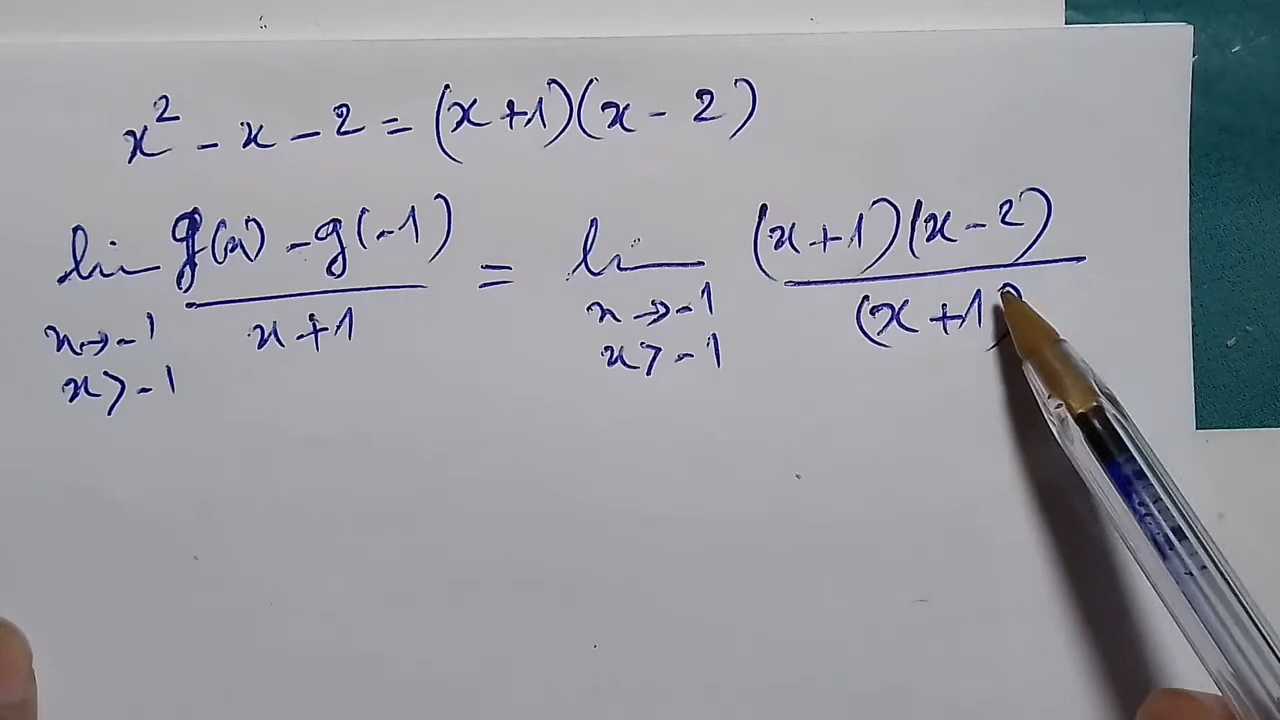 x² - x - 2 = (x+1)(x - 2)
lim g(x) - g(-1) / x+1 = lim (x+1)(x-2) / (x+1)
x→-1 x→-1
x>-1 x>-1